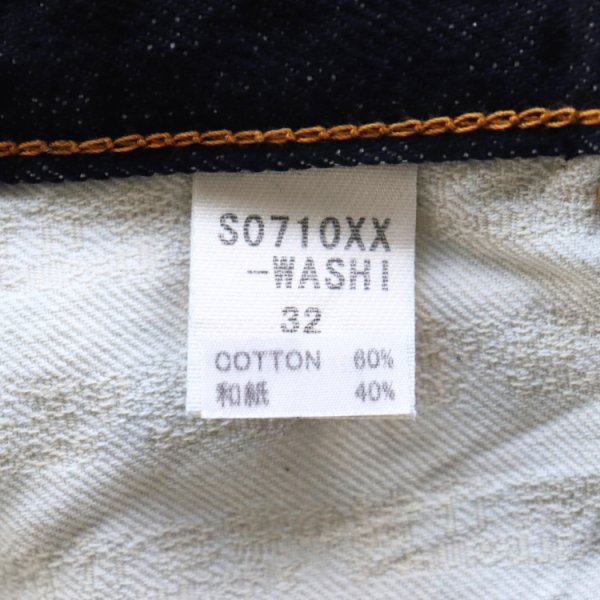 S0710XX
-WASHI
32
COTTON 60%
和紙 40%